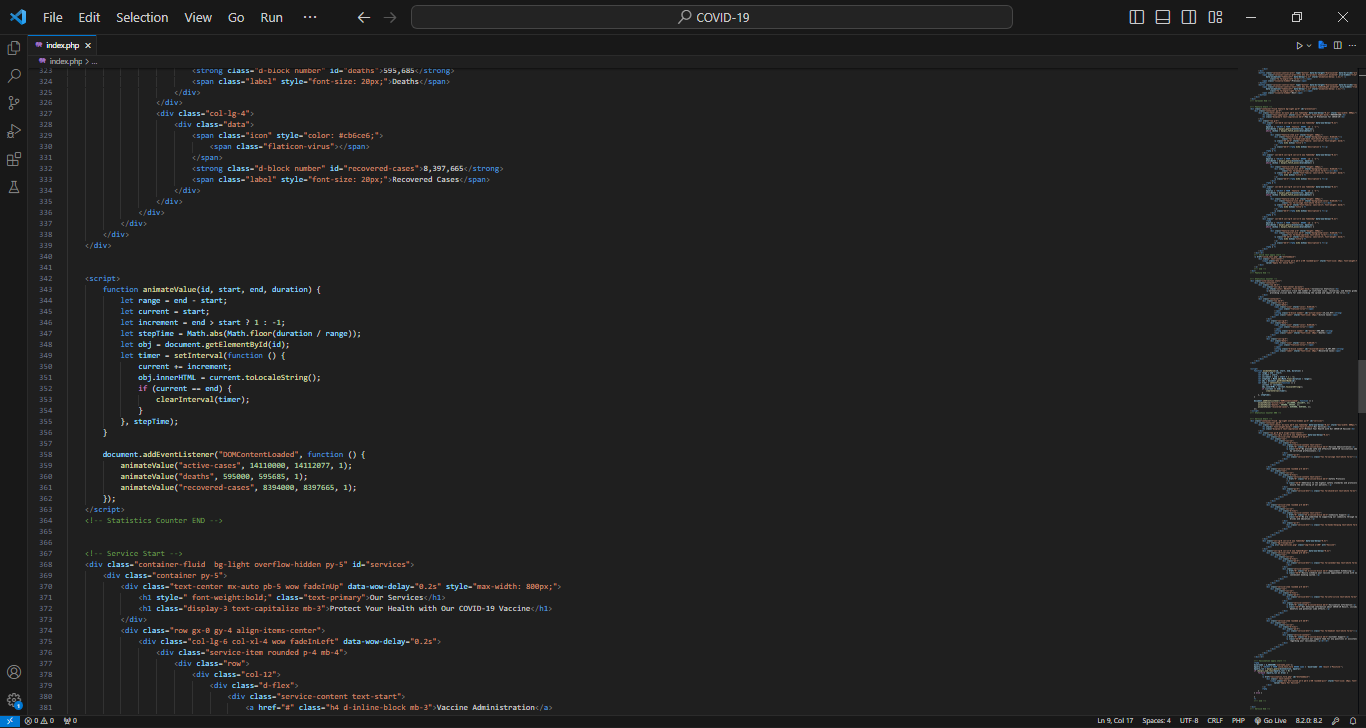 File Edit Selection View Go Run ··· COVID-19
index.php
index.php > ...
323 <strong class="d-block number" id="deaths">595,685</strong>
324 <span class="label" style="font-size: 20px;">Deaths</span>
325 </div>
326 </div>
327 <div class="col-lg-4">
328 <div class="data">
329 <span class="icon" style="color: #cb6ce6;">
330 <span class="flaticon-virus"></span>
331 </span>
332 <strong class="d-block number" id="recovered-cases">8,397,665</strong>
333 <span class="label" style="font-size: 20px;">Recovered Cases</span>
334 </div>
335 </div>
336 </div>
337 </div>
338 </div>
339 </div>
340
341
342 <script>
343 function animateValue(id, start, end, duration) {
344 let range = end - start;
345 let current = start;
346 let increment = end > start ? 1 : -1;
347 let stepTime = Math.abs(Math.floor(duration / range));
348 let obj = document.getElementById(id);
349 let timer = setInterval(function () {
350 current += increment;
351 obj.innerHTML = current.toLocaleString();
352 if (current == end) {
353 clearInterval(timer);
354 }
355 }, stepTime);
356 }
357
358 document.addEventListener("DOMContentLoaded", function () {
359 animateValue("active-cases", 14110000, 14112077, 1);
360 animateValue("deaths", 595000, 595685, 1);
361 animateValue("recovered-cases", 8394000, 8397665, 1);
362 });
363 </script>
364 <!-- Statistics Counter END -->
365
366
367 <!-- Service Start -->
368 <div class="container-fluid  bg-light overflow-hidden py-5" id="services">
369 <div class="container py-5">
370 <div class="text-center mx-auto pb-5 wow fadeInUp" data-wow-delay="0.2s" style="max-width: 800px;">
371 <h1 style=" font-weight:bold;" class="text-primary">Our Services</h1>
372 <h1 class="display-3 text-capitalize mb-3">Protect Your Health with Our COVID-19 Vaccine</h1>
373 </div>
374 <div class="row gx-0 gy-4 align-items-center">
375 <div class="col-lg-6 col-xl-4 wow fadeInLeft" data-wow-delay="0.2s">
376 <div class="service-item rounded p-4 mb-4">
377 <div class="row">
378 <div class="col-12">
379 <div class="d-flex">
380 <div class="service-content text-start">
381 <a href="#" class="h4 d-inline-block mb-3">Vaccine Administration</a>
0 0 0 Ln 9, Col 17 Spaces: 4 UTF-8 CRLF PHP Go Live 8.2.0: 8.2